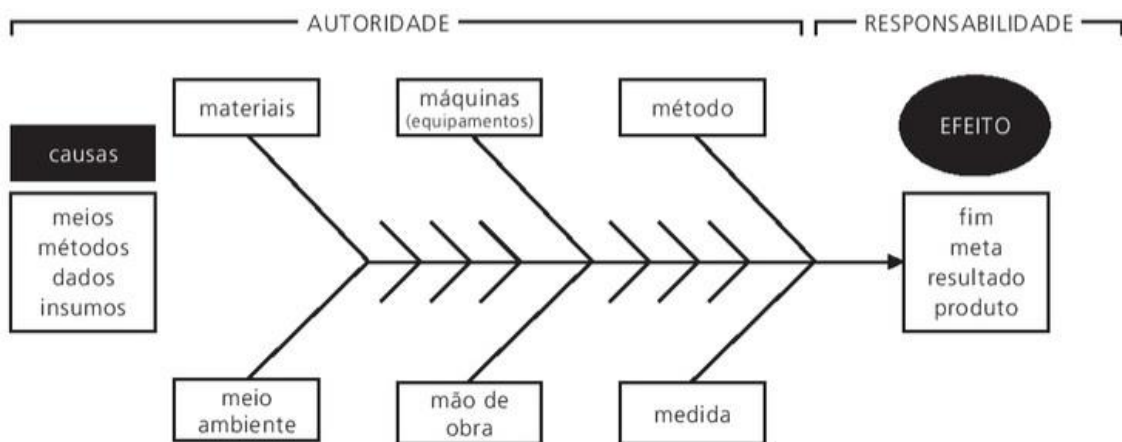 AUTORIDADE
RESPONSABILIDADE
materiais
máquinas
(equipamentos)
método
EFEITO
causas
meios
métodos
dados
insumos
fim
meta
resultado
produto
meio
ambiente
mão de
obra
medida